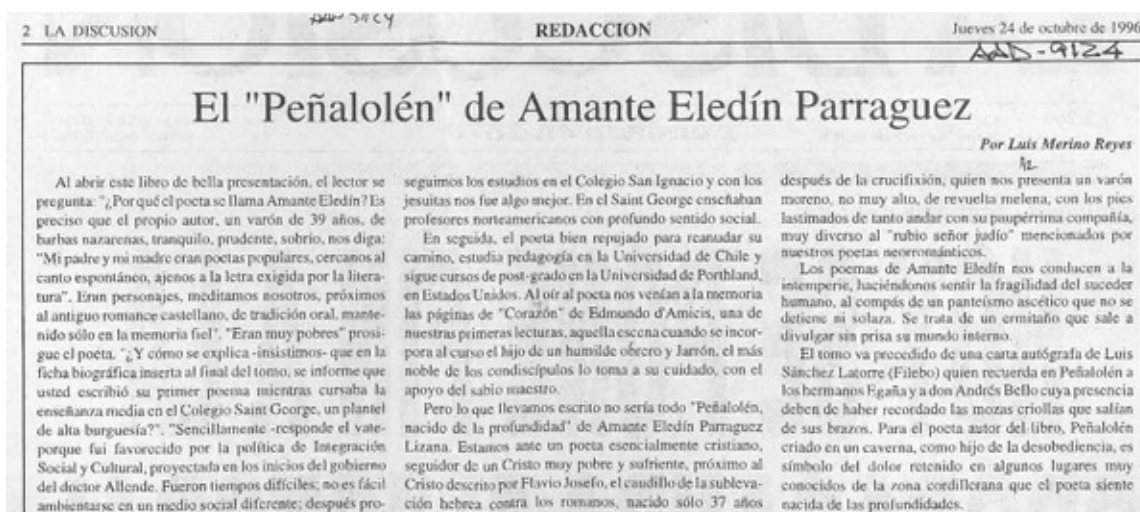 2 LA DISCUSION
REDACCION
Jueves 24 de octubre de 1996
AAD-9124
El "Peñalolén" de Amante Eledín Parraguez
Por Luis Merino Reyes
Al abrir este libro de bella presentación, el lector se
pregunta: "¿Por qué el poeta se llama Amante Eledín? Es
preciso que el propio autor, un varón de 39 años, de
barbas nazarenas, tranquilo, prudente, sobrio, nos diga:
"Mi padre y mi madre eran poetas populares, cercanos al
canto espontáneo, ajenos a la letra exigida por la litera-
tura". Eran personajes, meditamos nosotros, próximos
al antiguo romance castellano, de tradición oral, mante-
nido sólo en la memoria fiel". "Eran muy pobres" prosi-
gue el poeta. "¿Y cómo se explica -insistimos- que en la
ficha biográfica inserta al final del tomo, se informe que
usted escribió su primer poema mientras cursaba la
enseñanza media en el Colegio Saint George, un plantel
de alta burguesía?". "Sencillamente -responde el vate-
porque fui favorecido por la política de Integración
Social y Cultural, proyectada en los inicios del gobierno
del doctor Allende. Fueron tiempos difíciles; no es fácil
ambientarse en un medio social diferente; después pro-
seguimos los estudios en el Colegio San Ignacio y con los
jesuitas nos fue algo mejor. En el Saint George enseñaban
profesores norteamericanos con profundo sentido social.
En seguida, el poeta bien repujado para reanudar su
camino, estudia pedagogía en la Universidad de Chile y
sigue cursos de post-grado en la Universidad de Porthland,
en Estados Unidos. Al oír al poeta nos venían a la memoria
las páginas de "Corazón" de Edmundo d'Amicis, una de
nuestras primeras lecturas, aquella escena cuando se incor-
pora al curso el hijo de un humilde obrero y Jarrón, el más
noble de los condiscípulos lo toma a su cuidado, con el
apoyo del sabio maestro.
Pero lo que llevamos escrito no sería todo "Peñalolén,
nacido de la profundidad" de Amante Eledín Parraguez
Lizana. Estamos ante un poeta esencialmente cristiano,
seguidor de un Cristo muy pobre y sufriente, próximo al
Cristo descrito por Flavio Josefo, el caudillo de la subleva-
ción hebrea contra los romanos, nacido sólo 37 años
después de la crucifixión, quien nos presenta un varón
moreno, no muy alto, de revuelta melena, con los pies
lastimados de tanto andar con su paupérrima compañía,
muy diverso al "rubio señor judío" mencionados por
nuestros poetas neorrománticos.
Los poemas de Amante Eledín nos conducen a la
intemperie, haciéndonos sentir la fragilidad del suceder
humano, al compás de un panteísmo ascético que no se
detiene ni solaza. Se trata de un ermitaño que sale a
divulgar sin prisa su mundo interno.
El tomo va precedido de una carta autógrafa de Luis
Sánchez Latorre (Filebo) quien recuerda en Peñalolén a
los hermanos Egaña y a don Andrés Bello cuya presencia
deben de haber recordado las mozas criollas que salían
de sus brazos. Para el poeta autor del libro, Peñalolén
criado en un caverna, como hijo de la desobediencia, es
símbolo del dolor retenido en algunos lugares muy
conocidos de la zona cordillerana que el poeta siente
nacida de las profundidades.